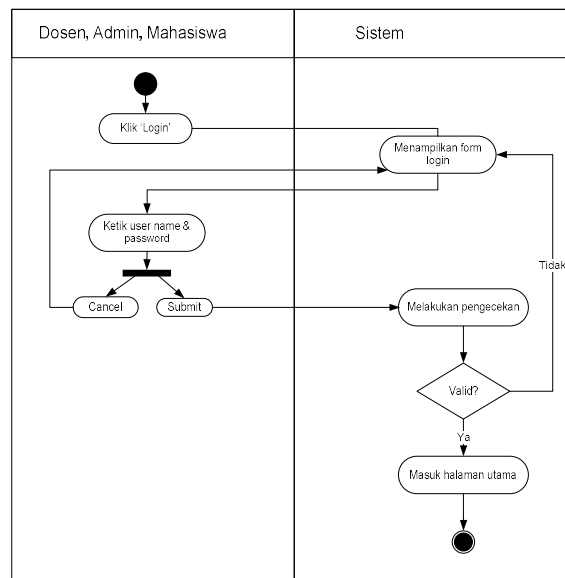 Dosen, Admin, Mahasiswa
Sistem
Klik ‘Login’
Menampilkan form
login
Ketik user name &
password
Tidak
Cancel
Submit
Melakukan pengecekan
Valid?
Ya
Masuk halaman utama